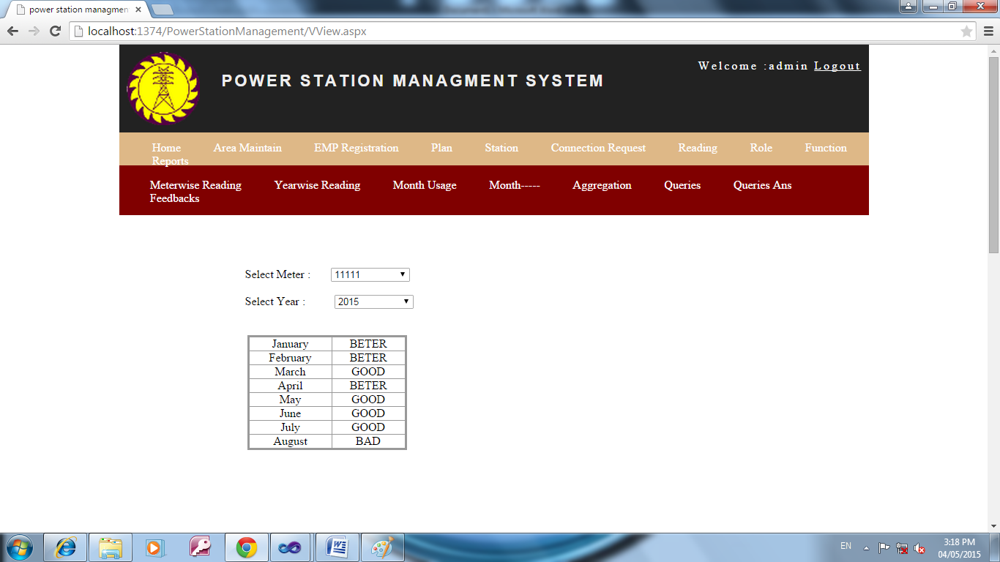 power station managmen
localhost:1374/PowerStationManagement/VView.aspx
Welcome :admin Logout
POWER STATION MANAGMENT SYSTEM
Home Area Maintain EMP Registration Plan Station Connection Request Reading Role Function
Reports
Meterwise Reading Yearwise Reading Month Usage Month----- Aggregation Queries Queries Ans
Feedbacks
Select Meter : 11111
Select Year : 2015
January BETER
February BETER
March GOOD
April BETER
May GOOD
June GOOD
July GOOD
August BAD
EN
3:18 PM
04/05/2015